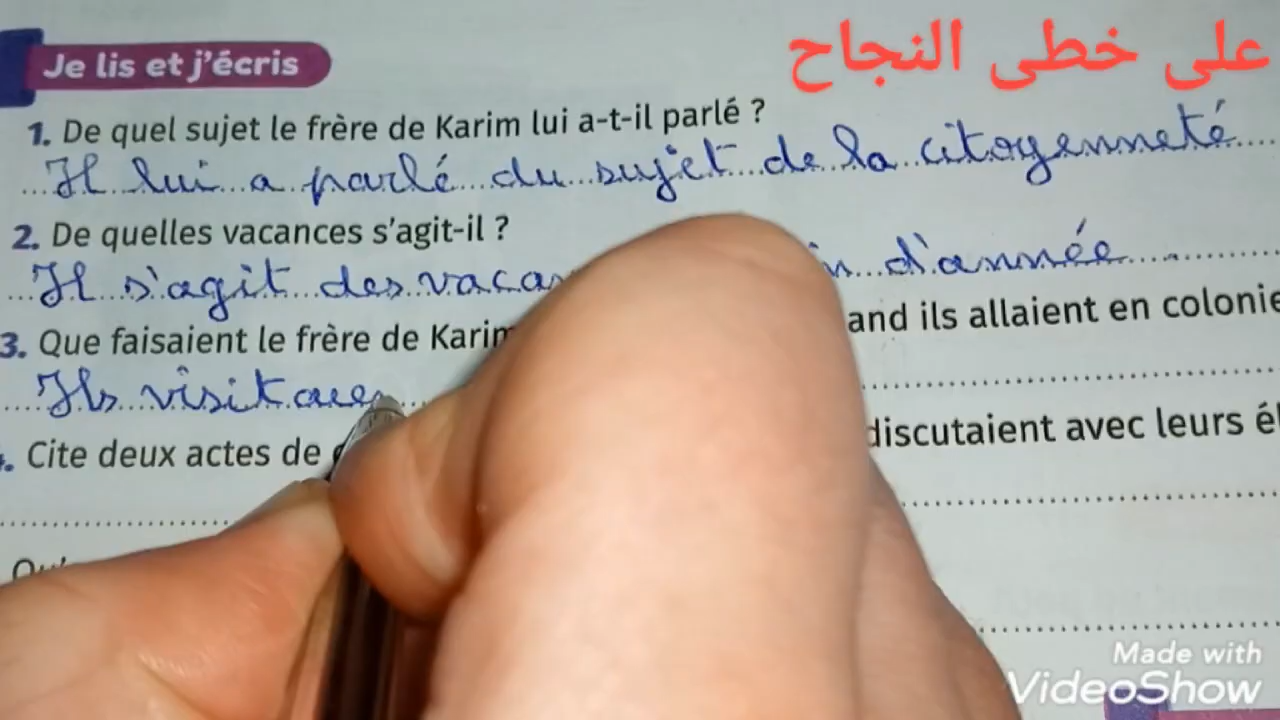 على خطى النجاح
Je lis et j'écris
1. De quel sujet le frère de Karim lui a-t-il parlé ?
Il lui a parlé du sujet de la citoyenneté
2. De quelles vacances s'agit-il ?
Il s'agit des vacan d'année
3. Que faisaient le frère de Karim and ils allaient en colonie
Ils visitaie
. Cite deux actes de discutaient avec leurs él
Qu'
Made with
VideoShow